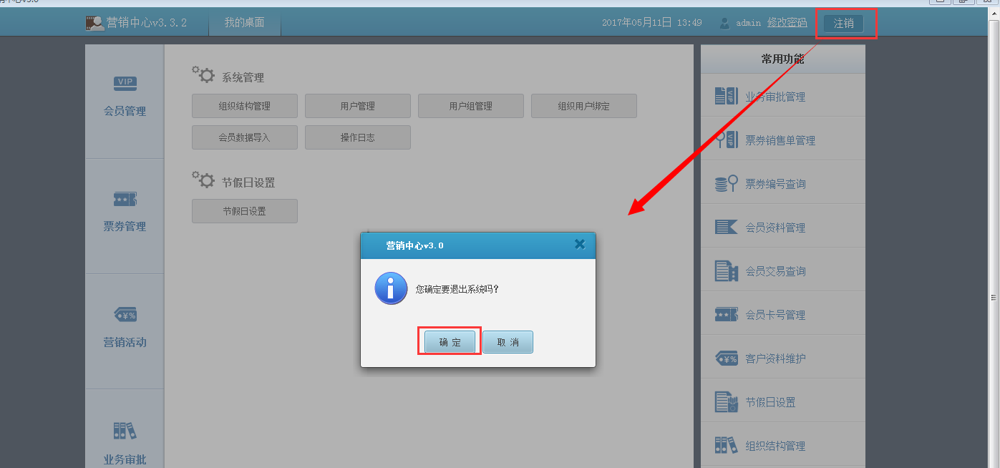 营销中心v3.3.2
我的桌面
2017年05月11日 13:49
admin 修改密码
注销
会员管理
票券管理
营销活动
业务审批
系统管理
组织结构管理
用户管理
用户组管理
组织用户绑定
会员数据导入
操作日志
节假日设置
节假日设置
营销中心v3.0
您确定要退出系统吗?
确 定
取 消
常用功能
业务审批管理
票券销售单管理
票券编号查询
会员资料管理
会员交易查询
会员卡号管理
客户资料维护
节假日设置
组织结构管理